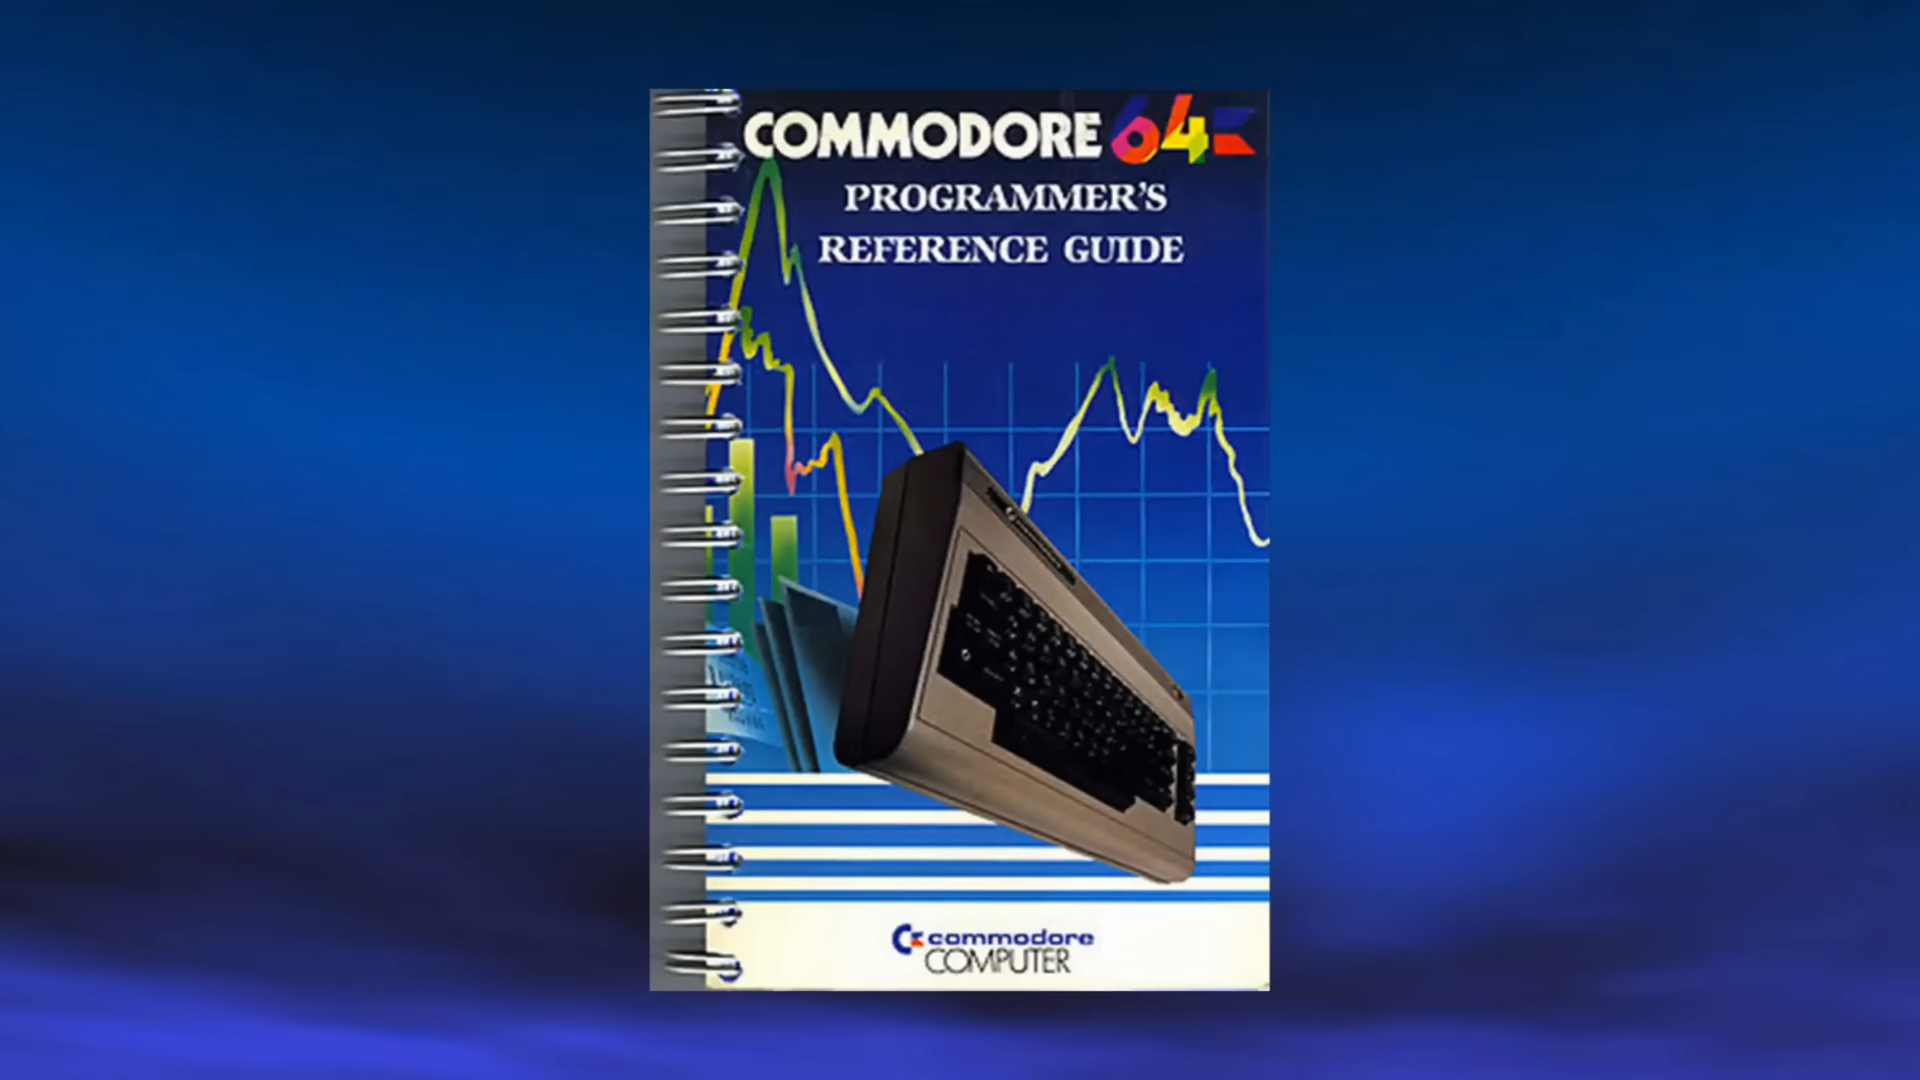 COMMODORE 64
PROGRAMMER'S
REFERENCE GUIDE
commodore
COMPUTER